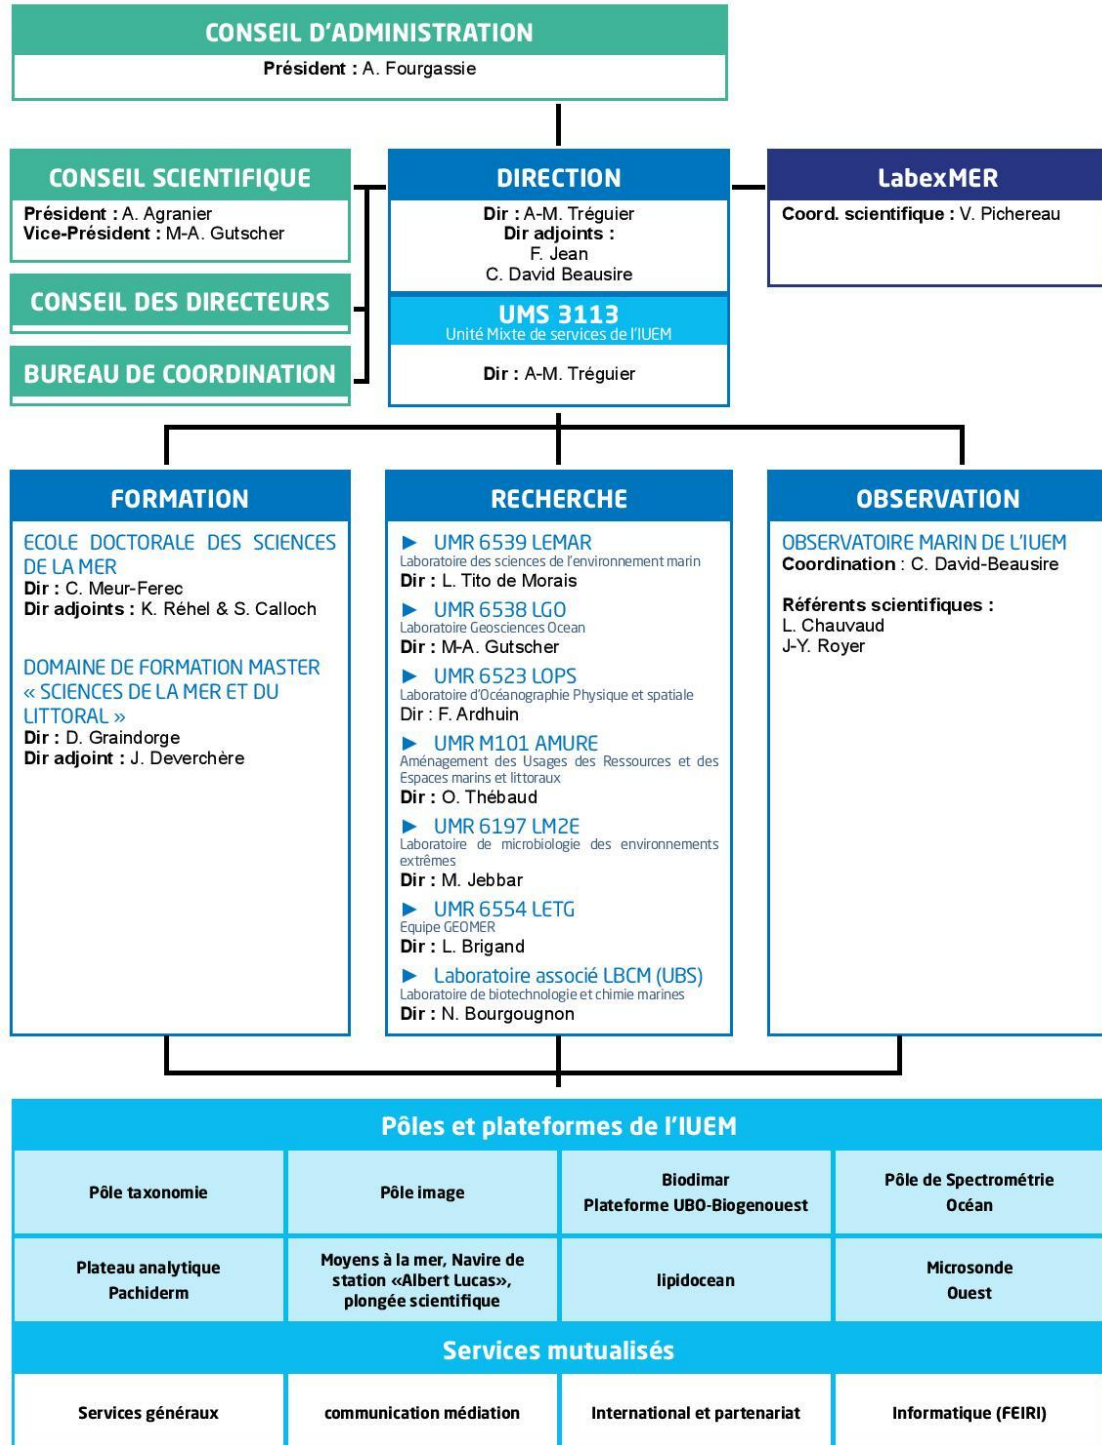 CONSEIL D'ADMINISTRATION
Président : A. Fourgassie
CONSEIL SCIENTIFIQUE
Président : A. Agranier
Vice-Président : M-A. Gutscher
CONSEIL DES DIRECTEURS
BUREAU DE COORDINATION
DIRECTION
Dir : A-M. Tréguier
Dir adjoints :
F. Jean
C. David Beausire
UMS 3113
Unité Mixte de services de l'IUEM
Dir : A-M. Tréguier
LabexMER
Coord. scientifique : V. Pichereau
FORMATION
ECOLE DOCTORALE DES SCIENCES
DE LA MER
Dir : C. Meur-Ferec
Dir adjoints : K. Réhel & S. Calloch
DOMAINE DE FORMATION MASTER
« SCIENCES DE LA MER ET DU
LITTORAL »
Dir : D. Graindorge
Dir adjoint : J. Deverchère
RECHERCHE
► UMR 6539 LEMAR
Laboratoire des sciences de l'environnement marin
Dir : L. Tito de Morais
► UMR 6538 LGO
Laboratoire Geosciences Ocean
Dir : M-A. Gutscher
► UMR 6523 LOPS
Laboratoire d'Océanographie Physique et spatiale
Dir : F. Ardhuin
► UMR M101 AMURE
Aménagement des Usages des Ressources et des
Espaces marins et littoraux
Dir : O. Thébaud
► UMR 6197 LM2E
Laboratoire de microbiologie des environnements
extrêmes
Dir : M. Jebbar
► UMR 6554 LETG
Equipe GEOMER
Dir : L. Brigand
► Laboratoire associé LBCM (UBS)
Laboratoire de biotechnologie et chimie marines
Dir : N. Bourgougnon
OBSERVATION
OBSERVATOIRE MARIN DE L'IUEM
Coordination : C. David-Beausire
Référents scientifiques :
L. Chauvaud
J-Y. Royer
Pôles et plateformes de l'IUEM
Pôle taxonomie
Pôle image
Biodimar
Plateforme UBO-Biogenouest
Pôle de Spectrométrie
Océan
Plateau analytique
Pachiderm
Moyens à la mer, Navire de
station «Albert Lucas»,
plongée scientifique
lipidocean
Microsonde
Ouest
Services mutualisés
Services généraux
communication médiation
International et partenariat
Informatique (FEIRI)